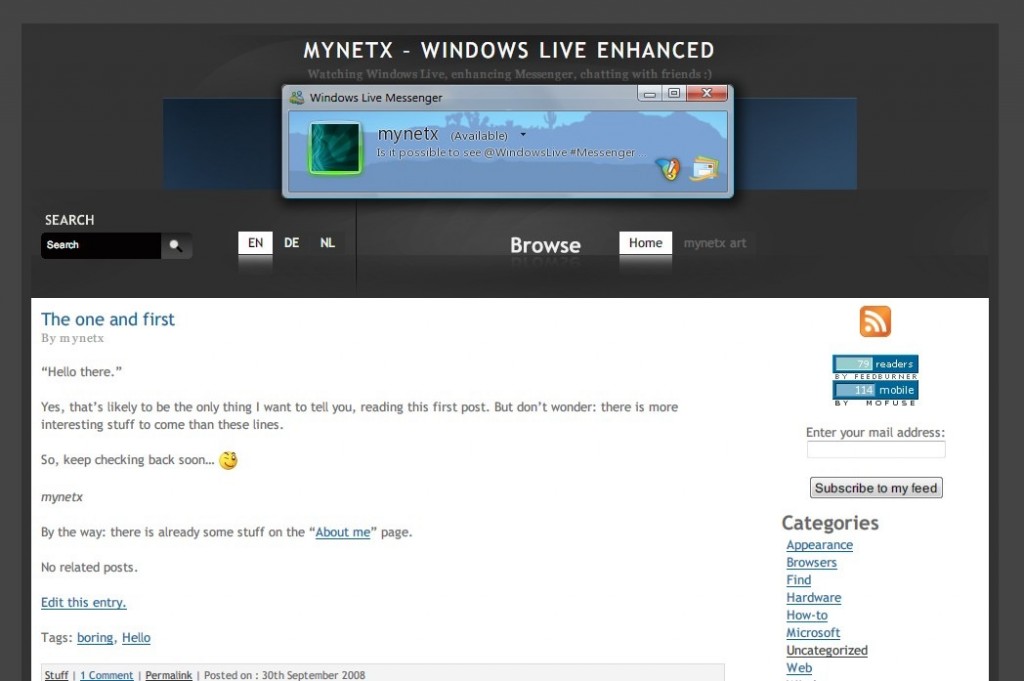 MYNETX – WINDOWS LIVE ENHANCED
Watching Windows Live, enhancing Messenger, chatting with friends :)
Windows Live Messenger
mynetx (Available)
Is it possible to see @WindowsLive #Messenger
SEARCH
Search
EN DE NL
Browse
Home mynetx art
The one and first
By mynetx
“Hello there.”
Yes, that’s likely to be the only thing I want to tell you, reading this first post. But don’t wonder: there is more
interesting stuff to come than these lines.
So, keep checking back soon…
mynetx
By the way: there is already some stuff on the “About me” page.
No related posts.
Edit this entry.
Tags: boring, Hello
Stuff | 1 Comment | Permalink | Posted on : 30th September 2008
79 readers
BY FEEDBURNER
114 mobile
BY MOFUSE
Enter your mail address:
Subscribe to my feed
Categories
Appearance
Browsers
Find
Hardware
How-to
Microsoft
Uncategorized
Web